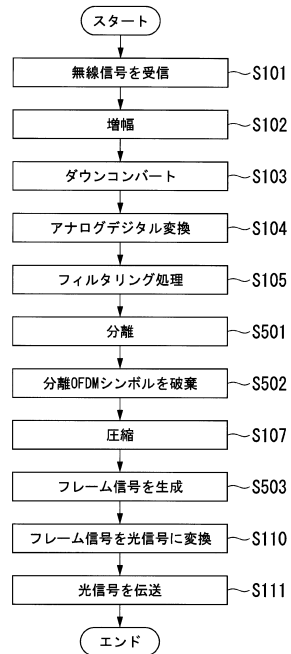 スタート
無線信号を受信 S101
増幅 S102
ダウンコンバート S103
アナログデジタル変換 S104
フィルタリング処理 S105
分離 S501
分離OFDMシンボルを破棄 S502
圧縮 S107
フレーム信号を生成 S503
フレーム信号を光信号に変換 S110
光信号を伝送 S111
エンド